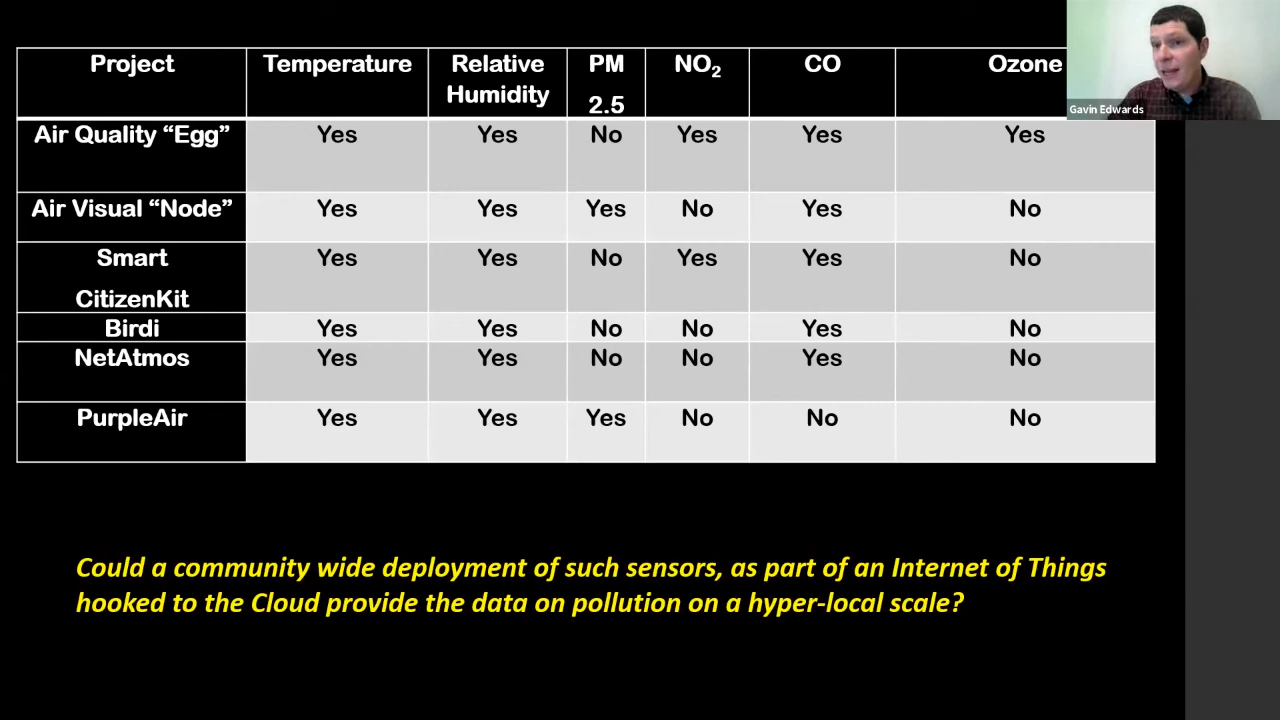 Project Temperature Relative Humidity PM 2.5 NO₂ CO Ozone
Gavin Edwards
Air Quality “Egg” Yes Yes No Yes Yes Yes
Air Visual “Node” Yes Yes Yes No Yes No
Smart CitizenKit Yes Yes No Yes Yes No
Birdi Yes Yes No No Yes No
NetAtmos Yes Yes No No Yes No
PurpleAir Yes Yes Yes No No No
Could a community wide deployment of such sensors, as part of an Internet of Things
hooked to the Cloud provide the data on pollution on a hyper-local scale?